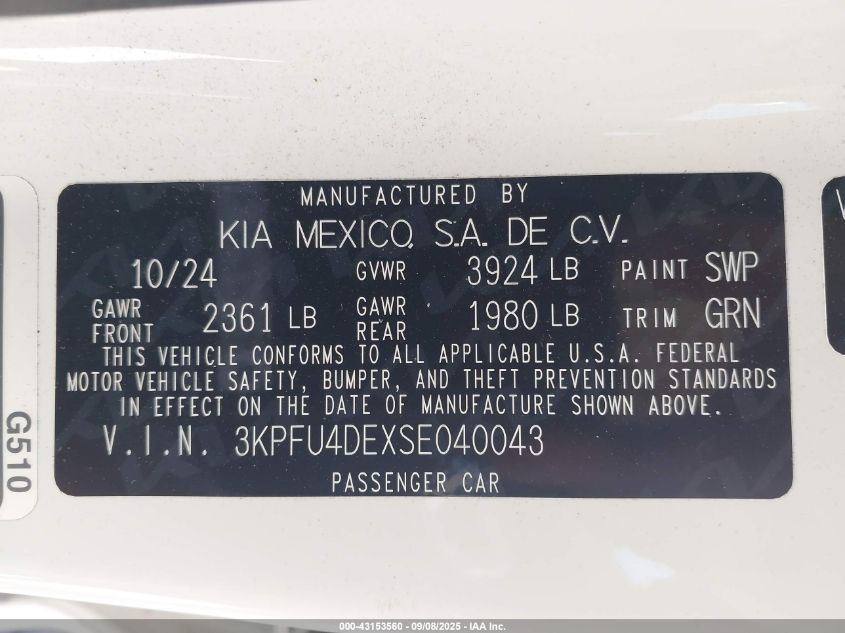 MANUFACTURED BY
KIA MEXICO, S.A. DE C.V.
10/24 GVWR 3924 LB PAINT SWP
GAWR FRONT 2361 LB GAWR REAR 1980 LB TRIM GRN
THIS VEHICLE CONFORMS TO ALL APPLICABLE U.S.A. FEDERAL
MOTOR VEHICLE SAFETY, BUMPER, AND THEFT PREVENTION STANDARDS
IN EFFECT ON THE DATE OF MANUFACTURE SHOWN ABOVE.
V.I.N. 3KPFU4DEXSE040043
PASSENGER CAR
G510
000-43153560 - 09/08/2025 - IAA Inc.